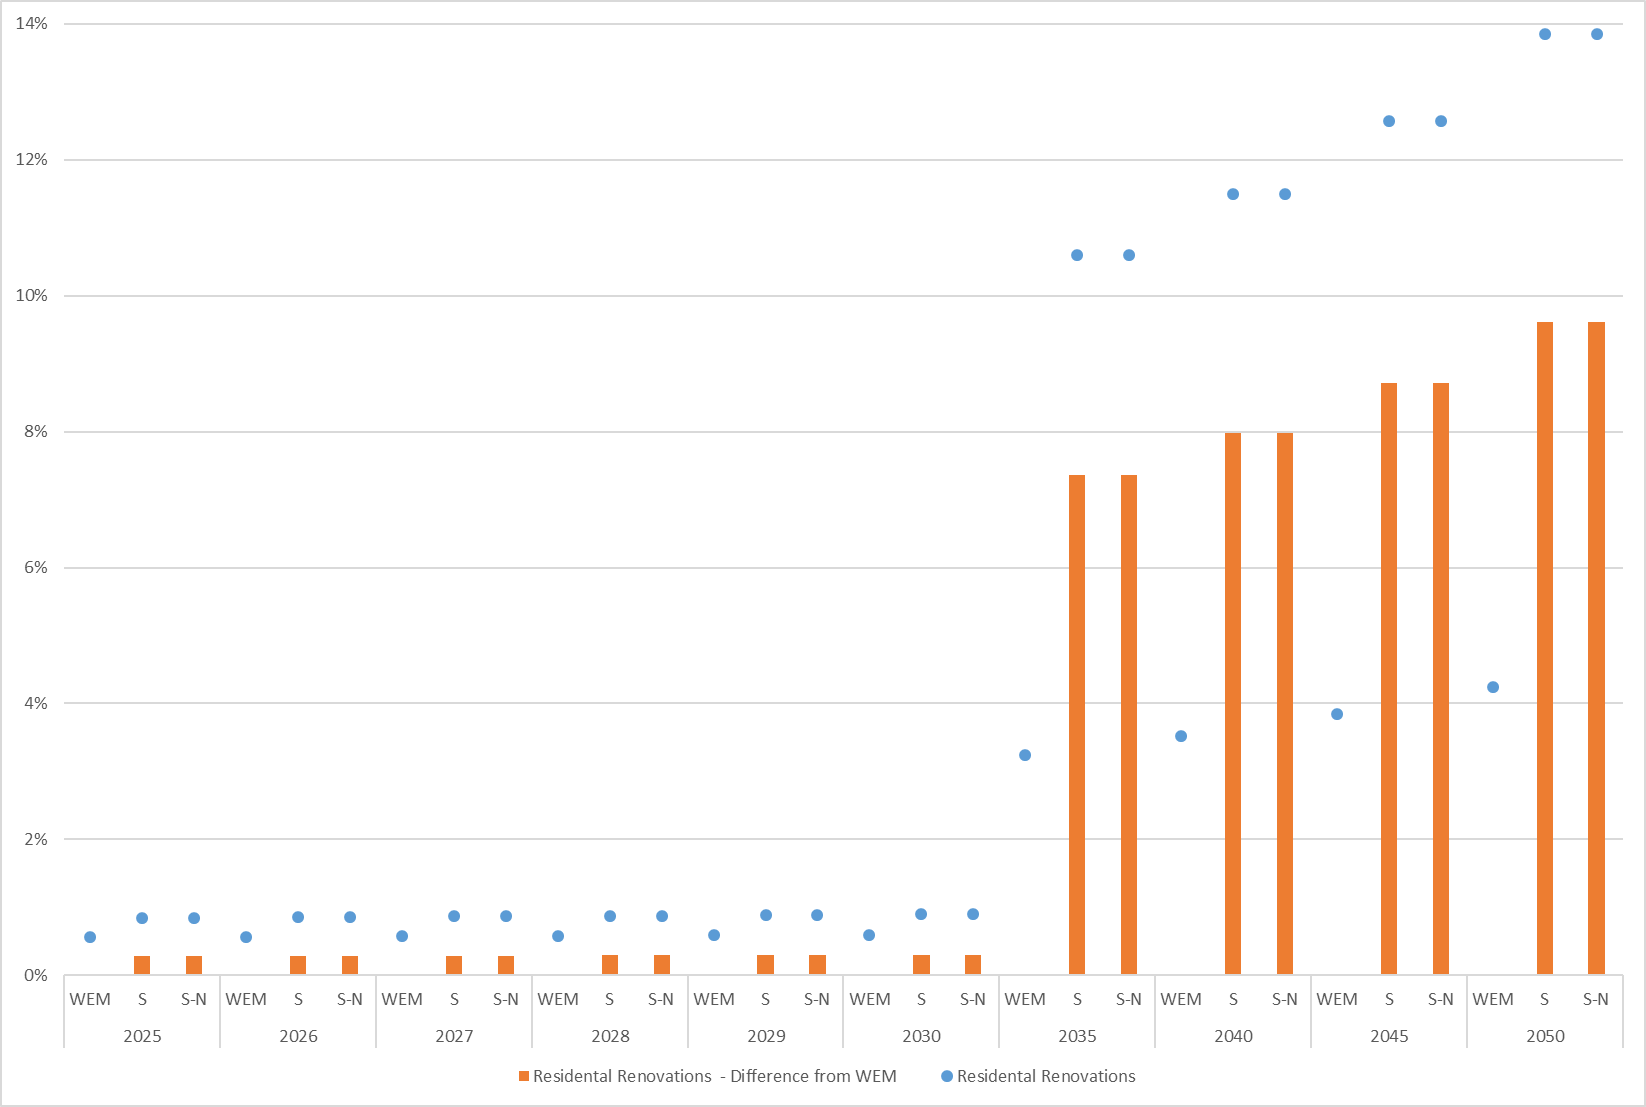 14%
12%
10%
8%
6%
4%
2%
0%
WEM S S-N WEM S S-N WEM S S-N WEM S S-N WEM S S-N WEM S S-N WEM S S-N WEM S S-N WEM S S-N WEM S S-N
2025 2026 2027 2028 2029 2030 2035 2040 2045 2050
Residental Renovations - Difference from WEM Residental Renovations